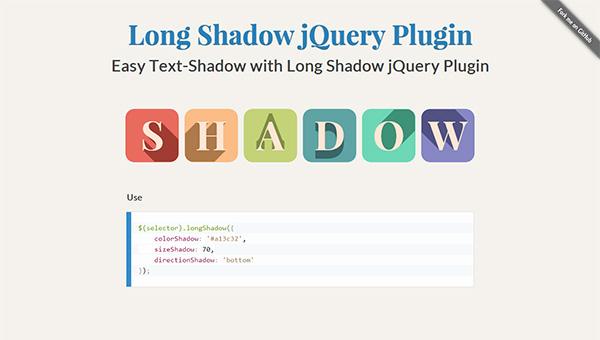 Long Shadow jQuery Plugin
Fork me on GitHub
Easy Text-Shadow with Long Shadow jQuery Plugin
SHADOW
Use
$(selector).longShadow({
colorShadow: '#a13c32',
sizeShadow: 70,
directionShadow: 'bottom'
});